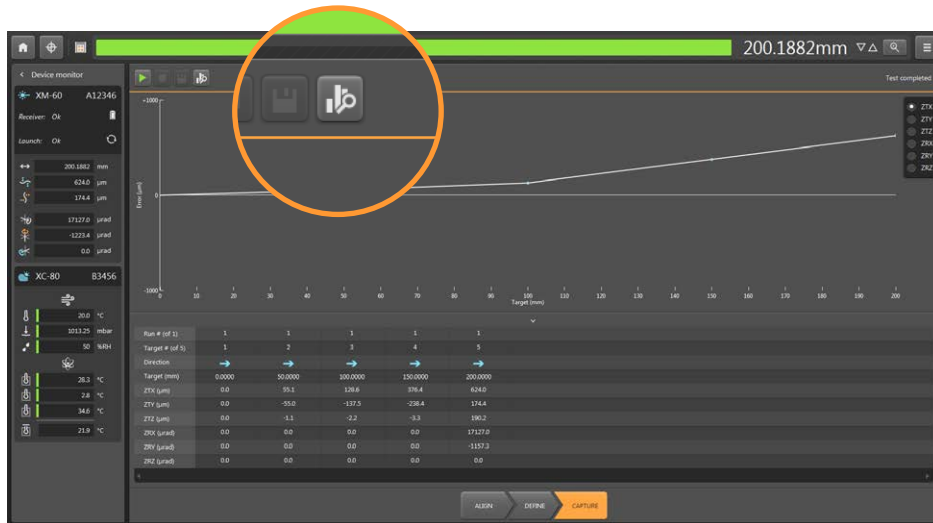 200.1882mm
Device monitor
Test completed
XM-60 A12346
Receiver: Ok
Launch: Ok
200.1882 mm
624.0 µm
174.4 µm
17127.0 µrad
-1223.4 µrad
0.0 µrad
XC-80 B3456
20.0 °C
1013.25 mbar
50 %RH
28.3 °C
2.8 °C
34.6 °C
21.9 °C
+1000
0
-1000
Error (µm)
ZTX
ZTY
ZTZ
ZRX
ZRY
ZRZ
0 10 20 30 40 50 60 70 80 90 100 110 120 130 140 150 160 170 180 190 200
Target (mm)
Run # (of 1) 1 1 1 1 1
Target # (of 5) 1 2 3 4 5
Direction
Target (mm) 0.0000 50.0000 100.0000 150.0000 200.0000
ZTX (µm) 0.0 55.1 128.6 376.4 624.0
ZTY (µm) 0.0 -55.0 -137.5 -238.4 174.4
ZTZ (µm) 0.0 -1.1 -2.2 -3.3 190.2
ZRX (µrad) 0.0 0.0 0.0 0.0 17127.0
ZRY (µrad) 0.0 0.0 0.0 0.0 -1157.3
ZRZ (µrad) 0.0 0.0 0.0 0.0 0.0
ALIGN DEFINE CAPTURE